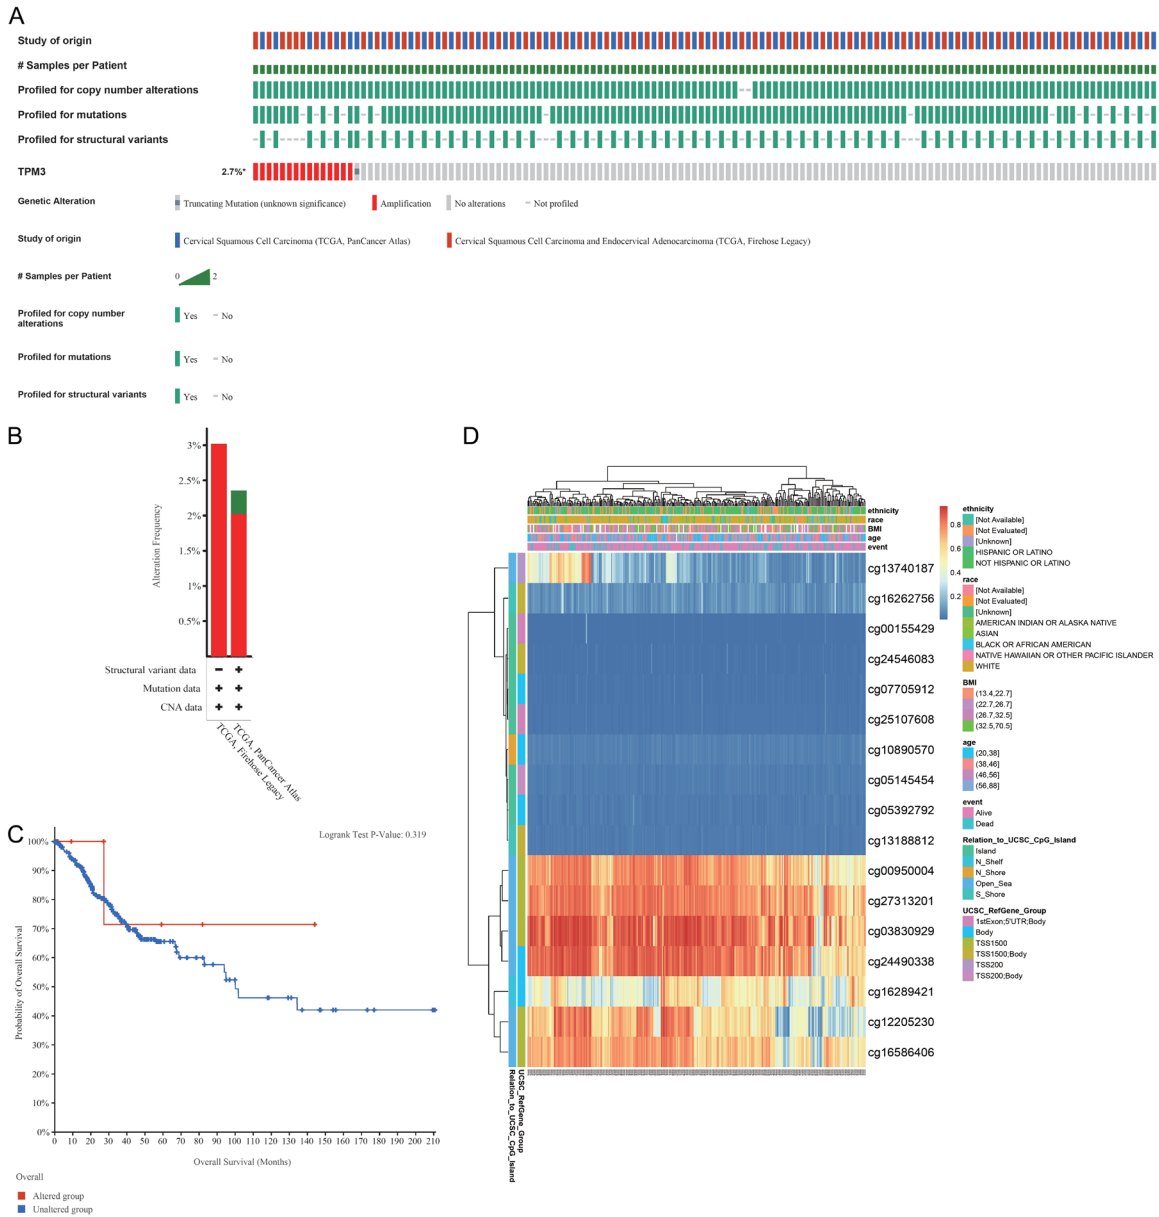 A
Study of origin
# Samples per Patient
Profiled for copy number alterations
Profiled for mutations
Profiled for structural variants
TPM3 2.7%*
Genetic Alteration Truncating Mutation (unknown significance) Amplification No alterations Not profiled
Study of origin Cervical Squamous Cell Carcinoma (TCGA, PanCancer Atlas) Cervical Squamous Cell Carcinoma and Endocervical Adenocarcinoma (TCGA, Firehose Legacy)
# Samples per Patient 0 2
Profiled for copy number
alterations Yes No
Profiled for mutations Yes No
Profiled for structural variants Yes No
B
Alteration Frequency
3%
2.5%
2%
1.5%
1%
0.5%
Structural variant data - +
Mutation data + +
CNA data + +
TCGA, PanCancer Atlas
TCGA, Firehose Legacy
C
Logrank Test P-Value: 0.319
Probability of Overall Survival
100%
90%
80%
70%
60%
50%
40%
30%
20%
10%
0%
0 10 20 30 40 50 60 70 80 90 100 110 120 130 140 150 160 170 180 190 200 210
Overall Survival (Months)
Overall
Altered group
Unaltered group
D
ethnicity
race
BMI
age
event
cg13740187
cg16262756
cg00155429
cg24546083
cg07705912
cg25107608
cg10890570
cg05145454
cg05392792
cg13188812
cg00950004
cg27313201
cg03830929
cg24490338
cg16289421
cg12205230
cg16586406
UCSC_RefGene_Group
Relation_to_UCSC_CpG_Island
0.8
0.6
0.4
0.2
ethnicity
[Not Available]
[Not Evaluated]
[Unknown]
HISPANIC OR LATINO
NOT HISPANIC OR LATINO
race
[Not Available]
[Not Evaluated]
[Unknown]
AMERICAN INDIAN OR ALASKA NATIVE
ASIAN
BLACK OR AFRICAN AMERICAN
NATIVE HAWAIIAN OR OTHER PACIFIC ISLANDER
WHITE
BMI
(13.4,22.7]
(22.7,26.7]
(26.7,32.5]
(32.5,70.5]
age
(20,38]
(38,46]
(46,56]
(56,88]
event
Alive
Dead
Relation_to_UCSC_CpG_Island
Island
N_Shelf
N_Shore
Open_Sea
S_Shore
UCSC_RefGene_Group
1stExon;5'UTR;Body
Body
TSS1500
TSS1500;Body
TSS200
TSS200;Body